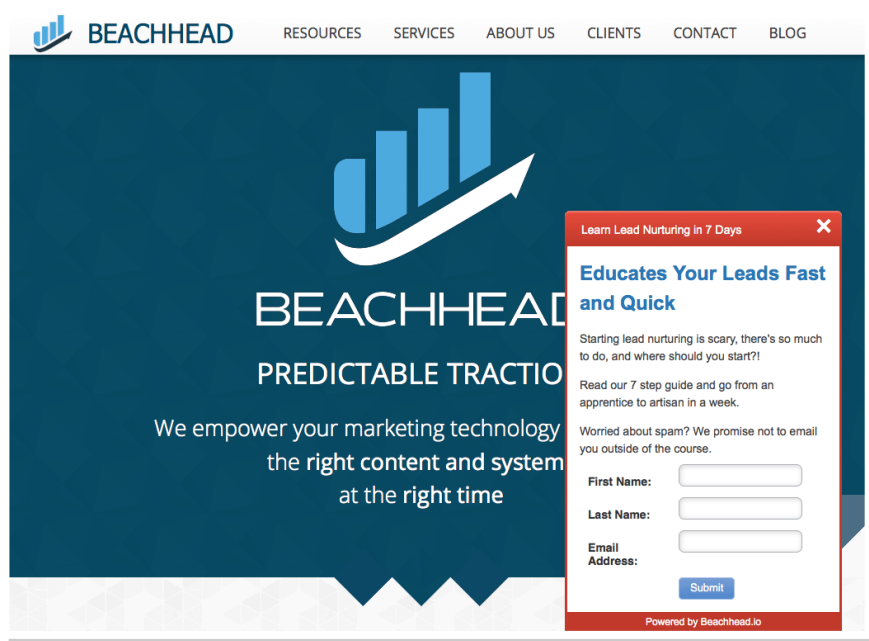 BEACHHEAD
RESOURCES SERVICES ABOUT US CLIENTS CONTACT BLOG
BEACHHEAD
PREDICTABLE TRACTIO
We empower your marketing technology
the right content and system
at the right time
Learn Lead Nurturing in 7 Days
Educates Your Leads Fast
and Quick
Starting lead nurturing is scary, there's so much
to do, and where should you start?!
Read our 7 step guide and go from an
apprentice to artisan in a week.
Worried about spam? We promise not to email
you outside of the course.
First Name:
Last Name:
Email
Address:
Submit
Powered by Beachhead.io